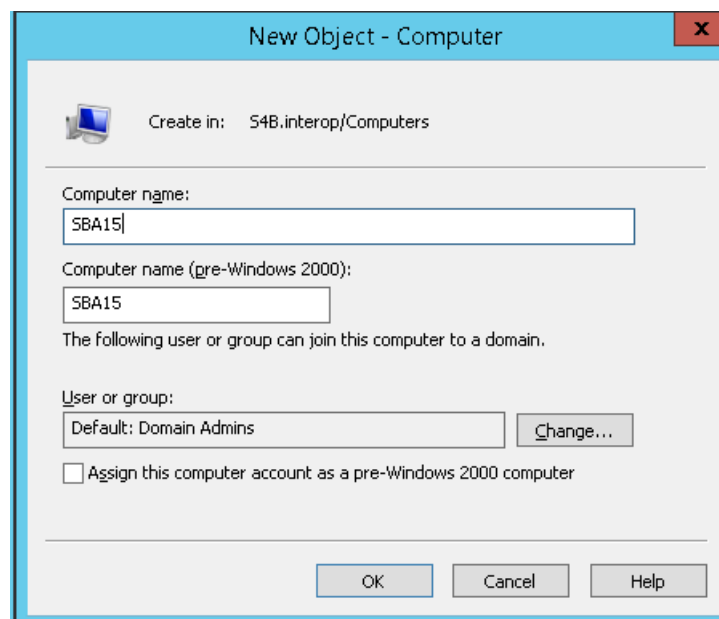 New Object - Computer
x
Create in: S4B.interop/Computers
Computer name:
SBA15
Computer name (pre-Windows 2000):
SBA15
The following user or group can join this computer to a domain.
User or group:
Default: Domain Admins
Change...
Assign this computer account as a pre-Windows 2000 computer
OK Cancel Help